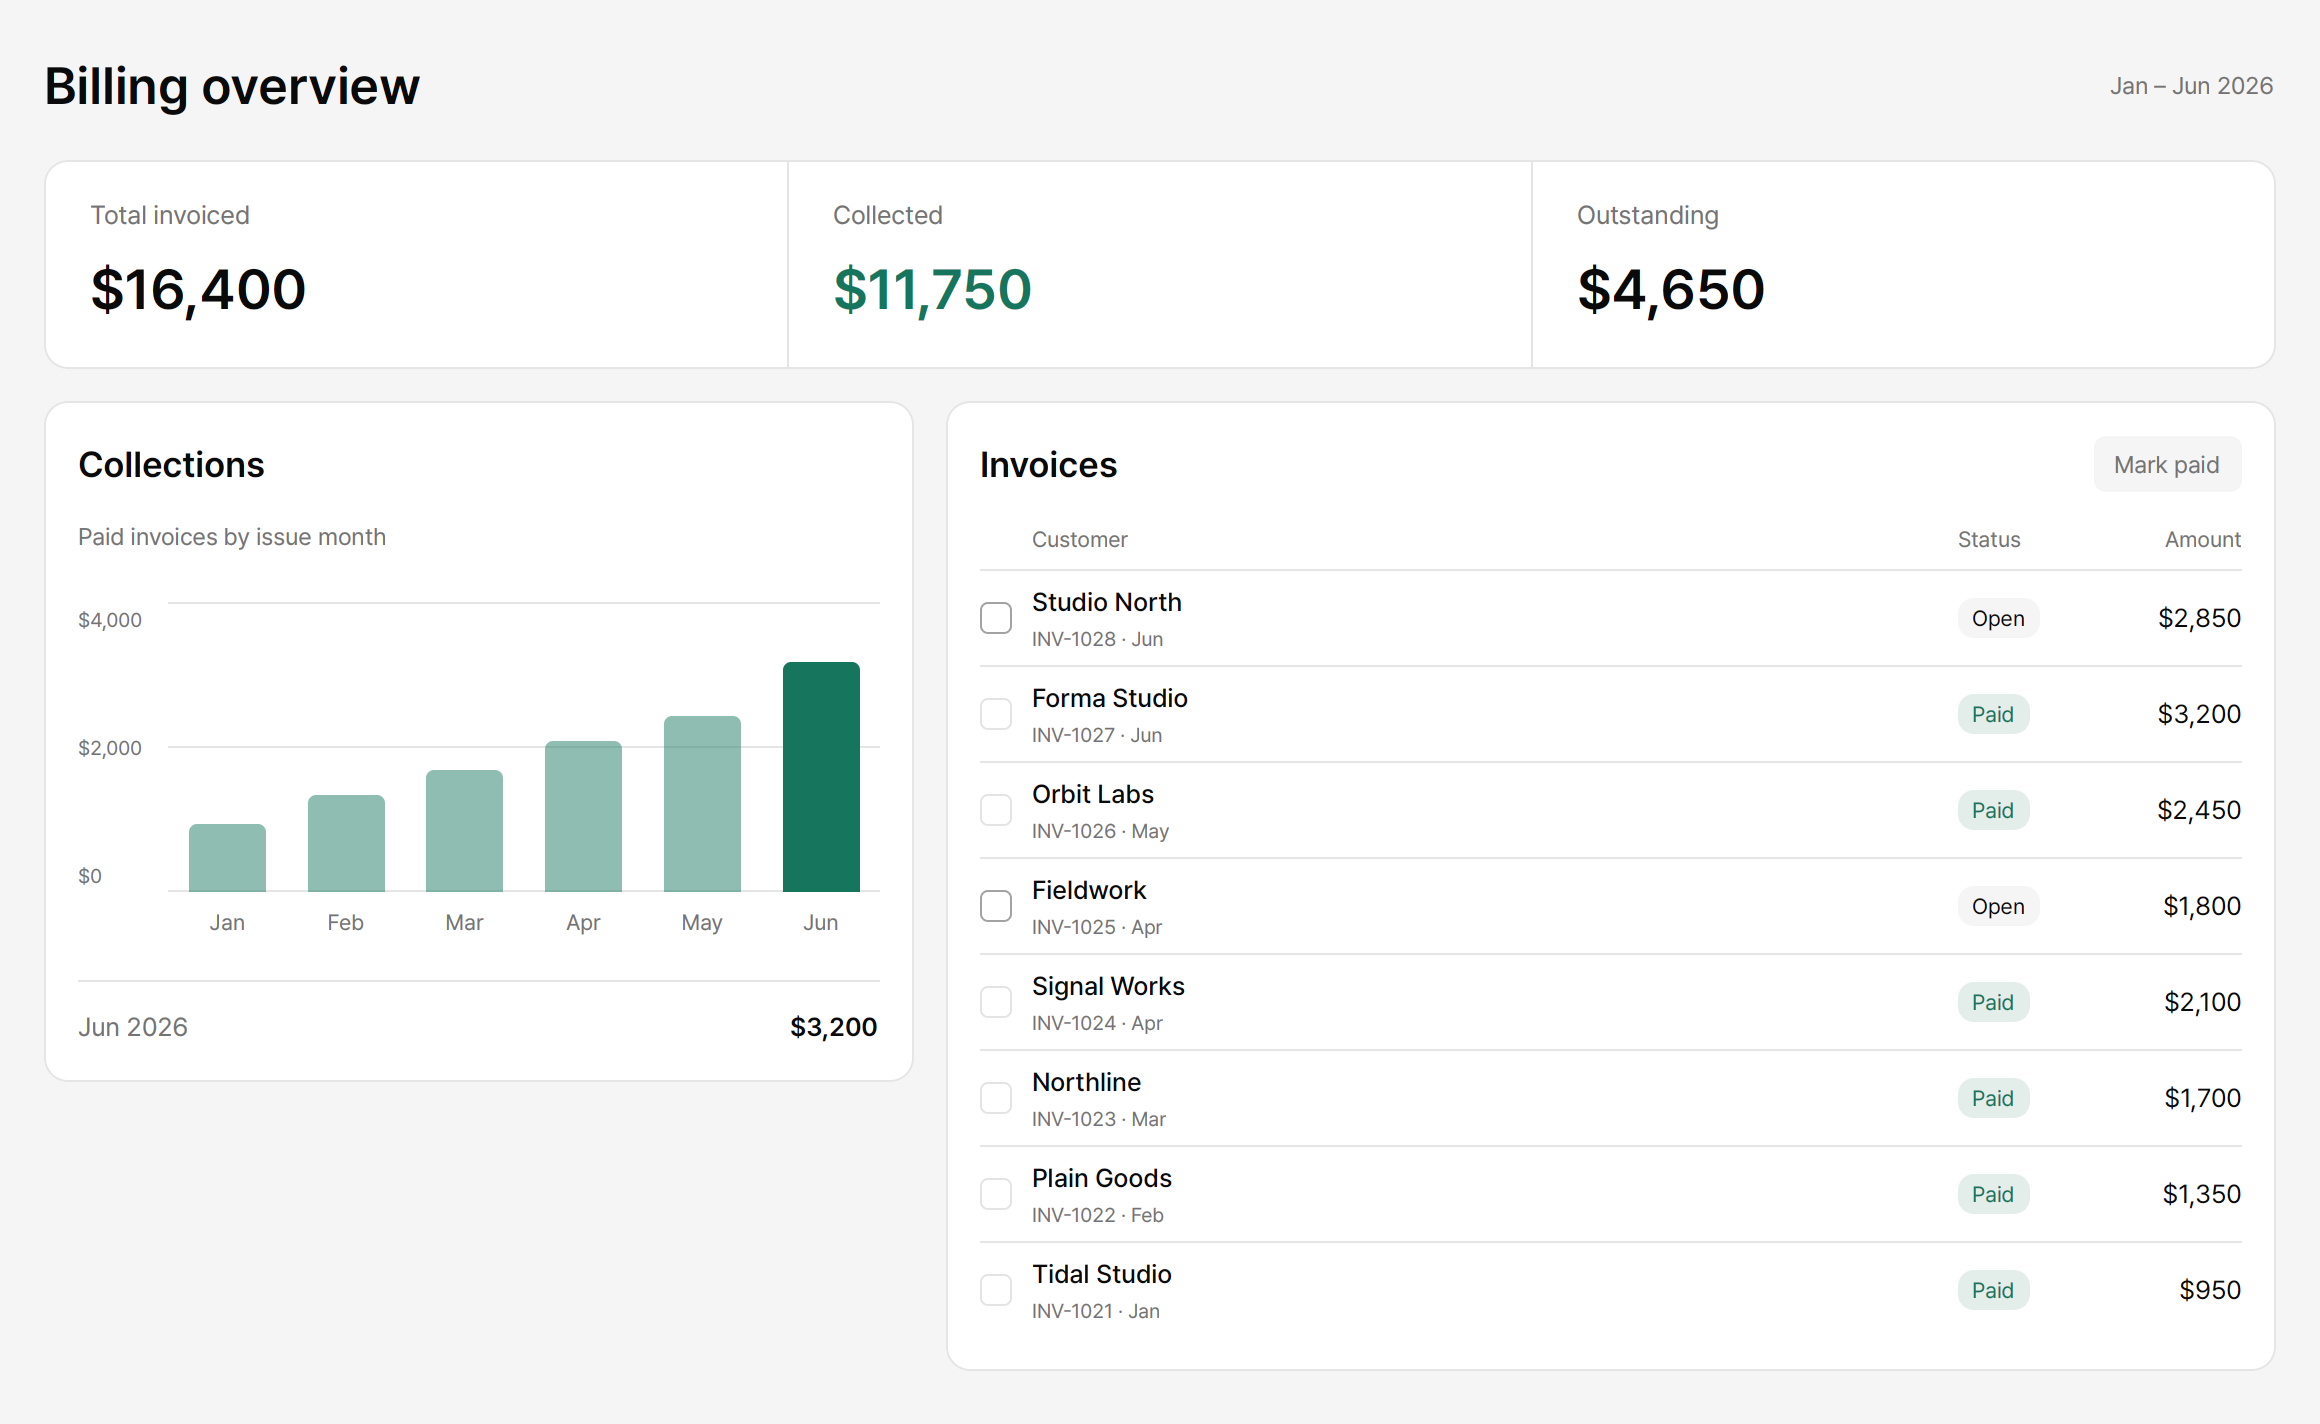 Billing overview
Jan – Jun 2026
Total invoiced
$16,400
Collected
$11,750
Outstanding
$4,650
Collections
Paid invoices by issue month
$4,000
$2,000
$0
Jan Feb Mar Apr May Jun
Jun 2026 $3,200
Invoices
Mark paid
Customer Status Amount
Studio North
INV-1028 · Jun
Open $2,850
Forma Studio
INV-1027 · Jun
Paid $3,200
Orbit Labs
INV-1026 · May
Paid $2,450
Fieldwork
INV-1025 · Apr
Open $1,800
Signal Works
INV-1024 · Apr
Paid $2,100
Northline
INV-1023 · Mar
Paid $1,700
Plain Goods
INV-1022 · Feb
Paid $1,350
Tidal Studio
INV-1021 · Jan
Paid $950